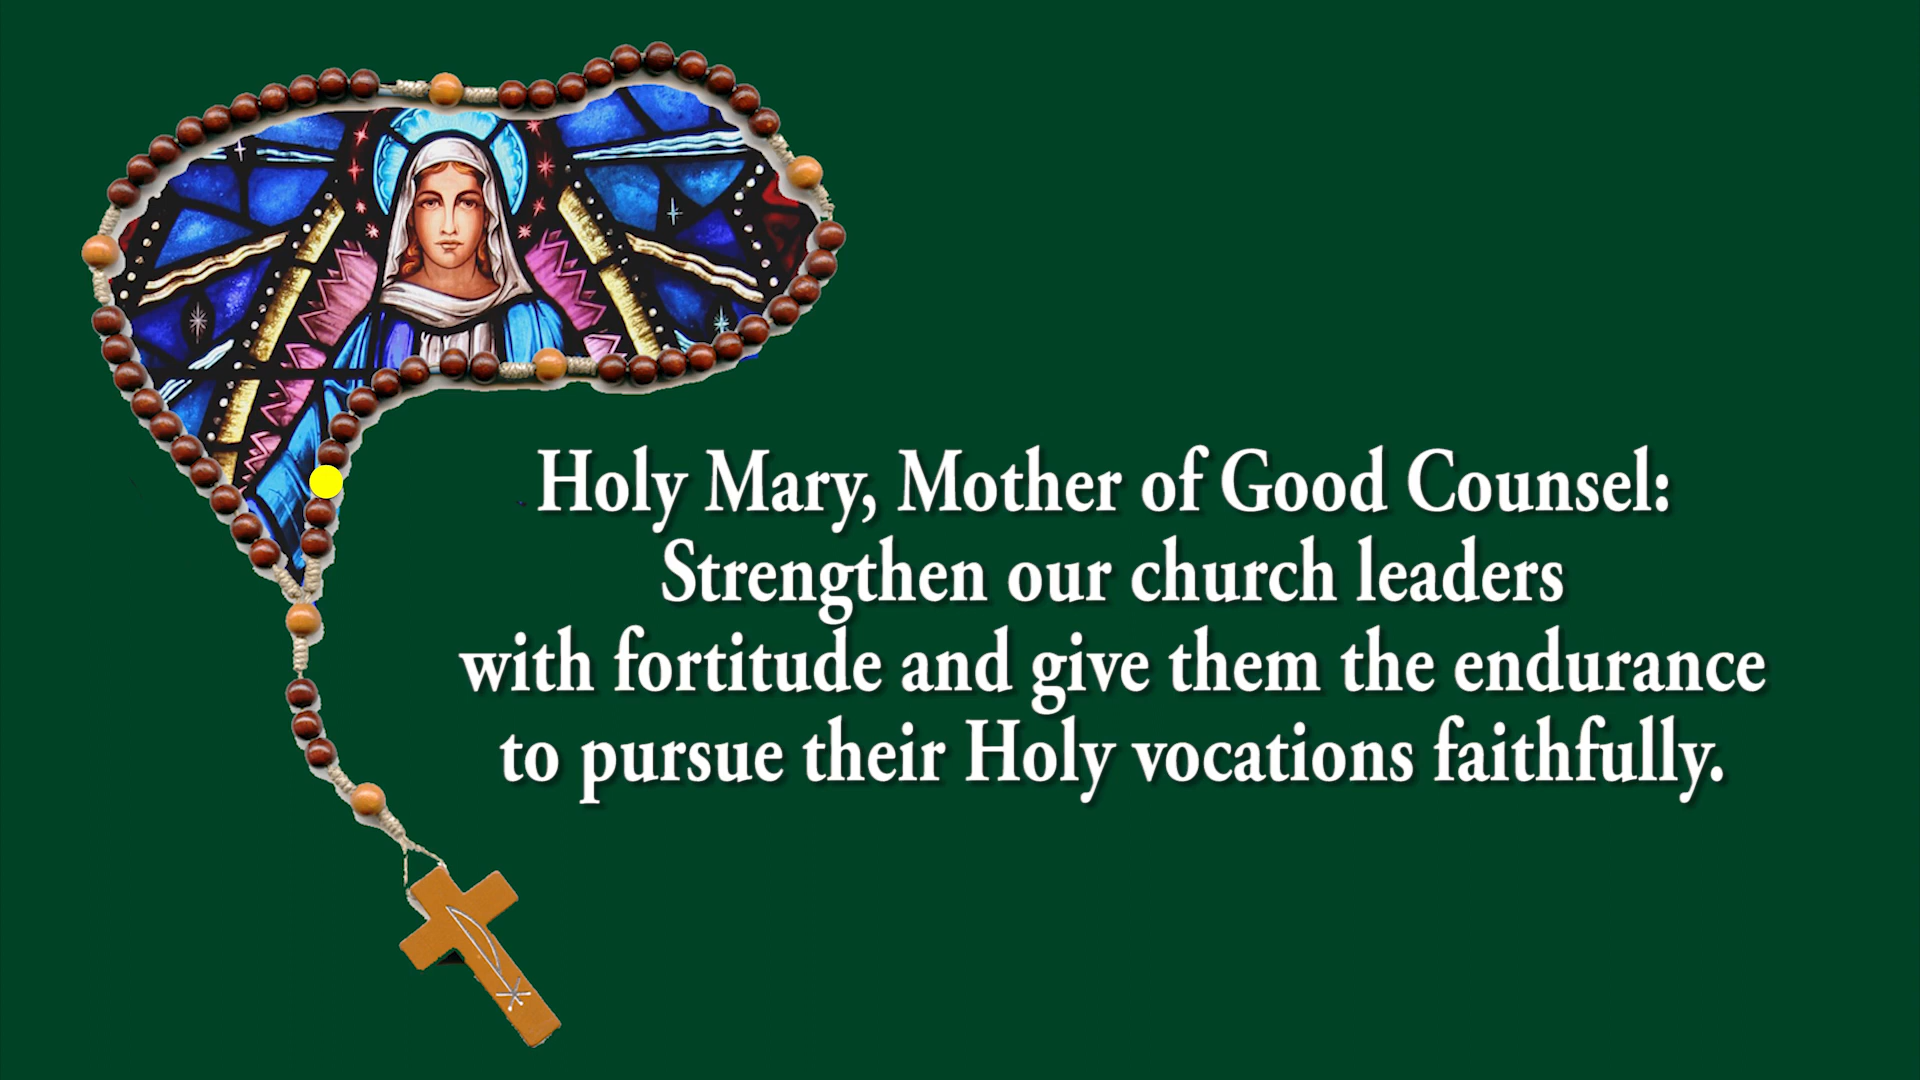 Holy Mary, Mother of Good Counsel:
Strengthen our church leaders
with fortitude and give them the endurance
to pursue their Holy vocations faithfully.